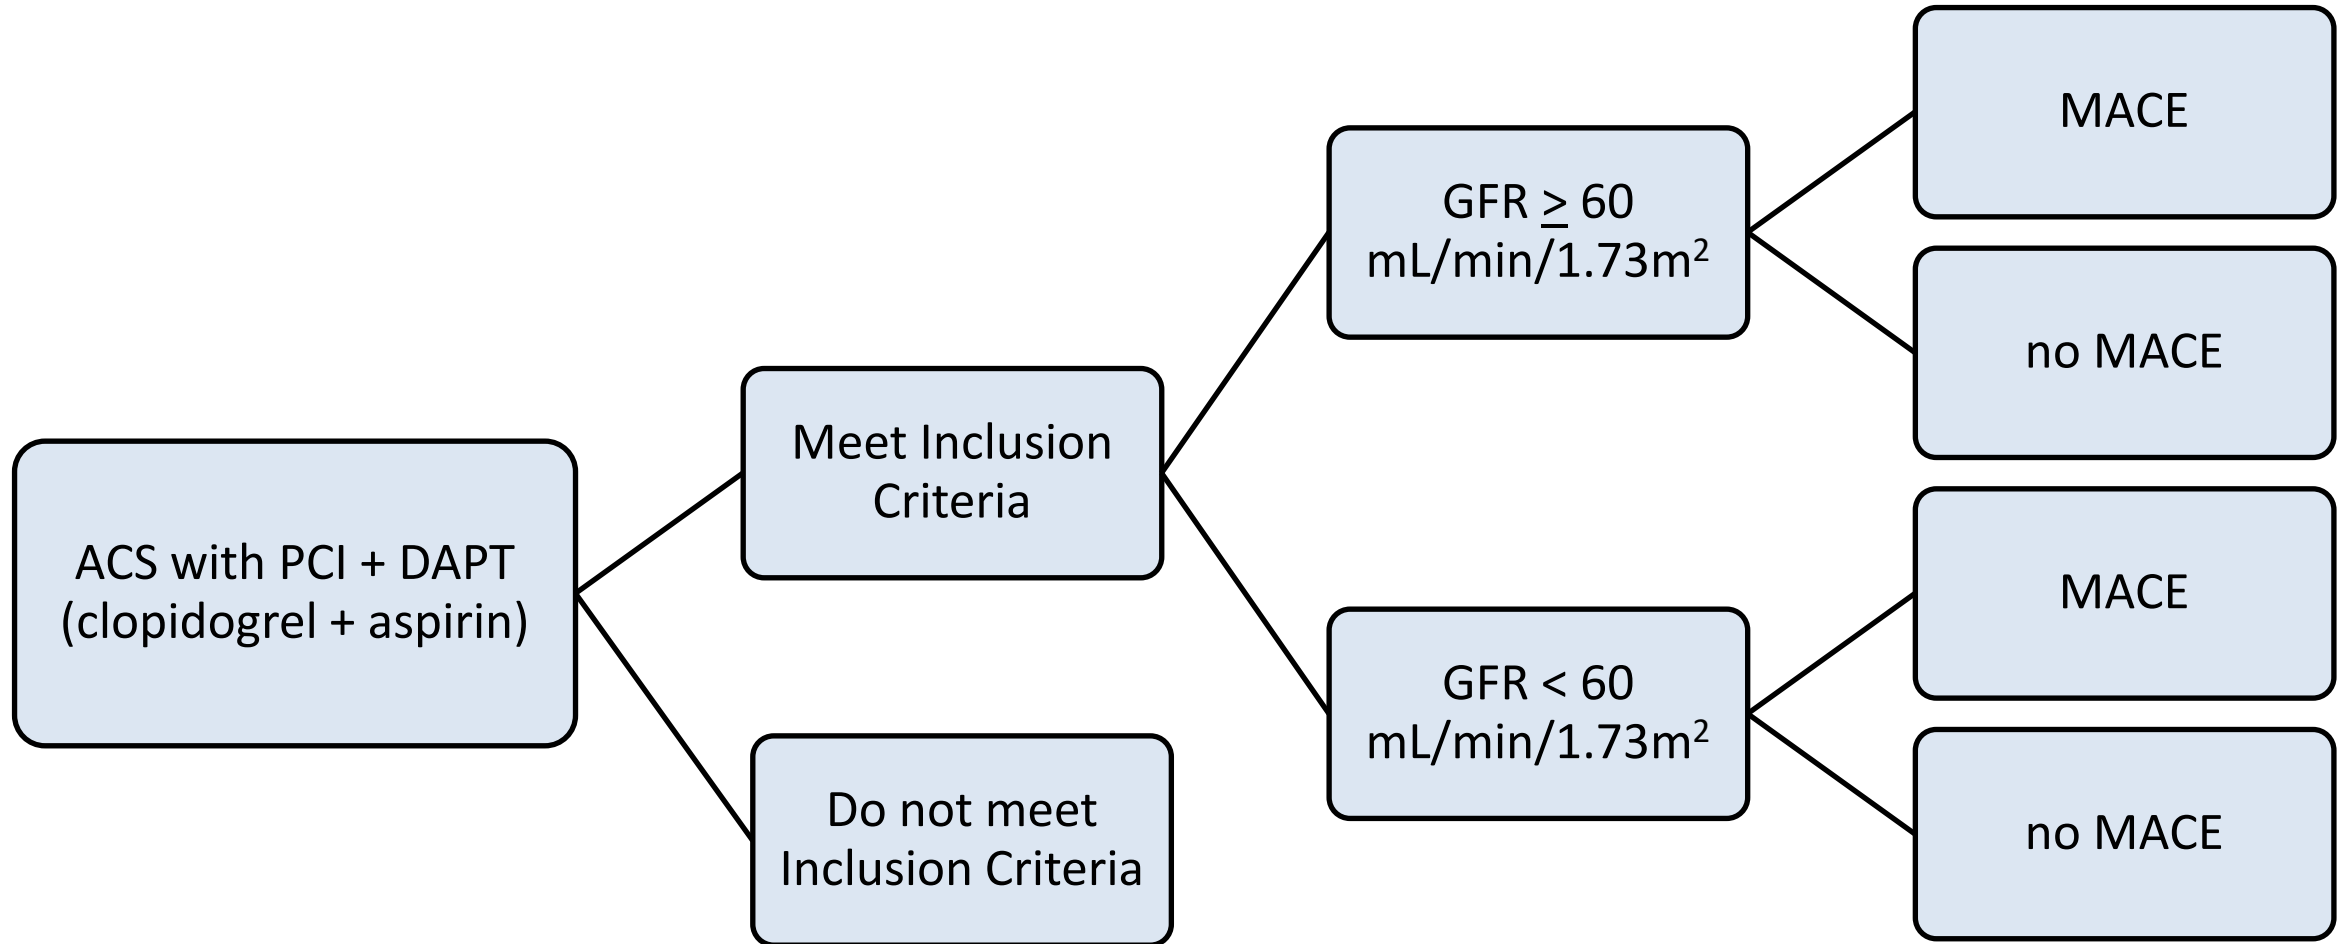 ACS with PCI + DAPT
(clopidogrel + aspirin)
Meet Inclusion
Criteria
Do not meet
Inclusion Criteria
GFR ≥ 60
mL/min/1.73m²
GFR < 60
mL/min/1.73m²
MACE
no MACE
MACE
no MACE